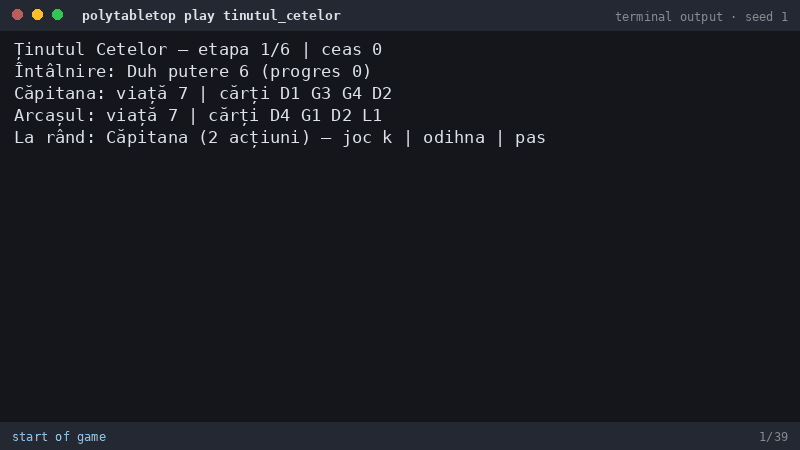 polytabletop play tinutul_cetelor
terminal output · seed 1
Ținutul Cetelor — etapa 1/6 | ceas 0
Întâlnire: Duh putere 6 (progres 0)
Căpitana: viață 7 | cărți D1 G3 G4 D2
Arcașul: viață 7 | cărți D4 G1 D2 L1
La rând: Căpitana (2 acțiuni) — joc k | odihna | pas
start of game
1/39